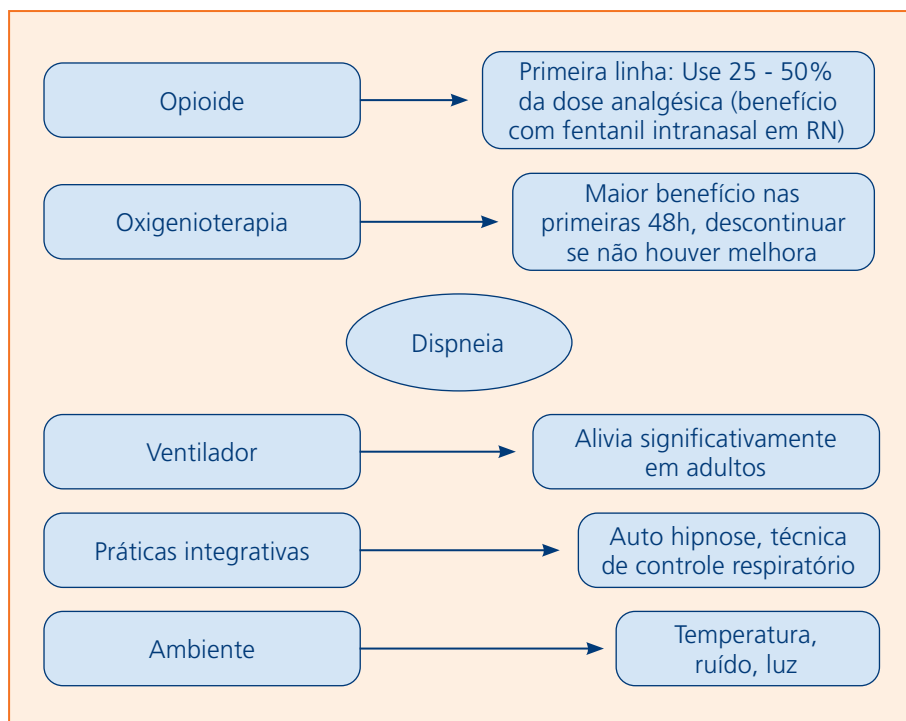 Opioide
Primeira linha: Use 25 - 50%
da dose analgésica (benefício
com fentanil intranasal em RN)
Oxigenioterapia
Maior benefício nas
primeiras 48h, descontinuar
se não houver melhora
Dispneia
Ventilador
Alivia significativamente
em adultos
Práticas integrativas
Auto hipnose, técnica
de controle respiratório
Ambiente
Temperatura,
ruído, luz